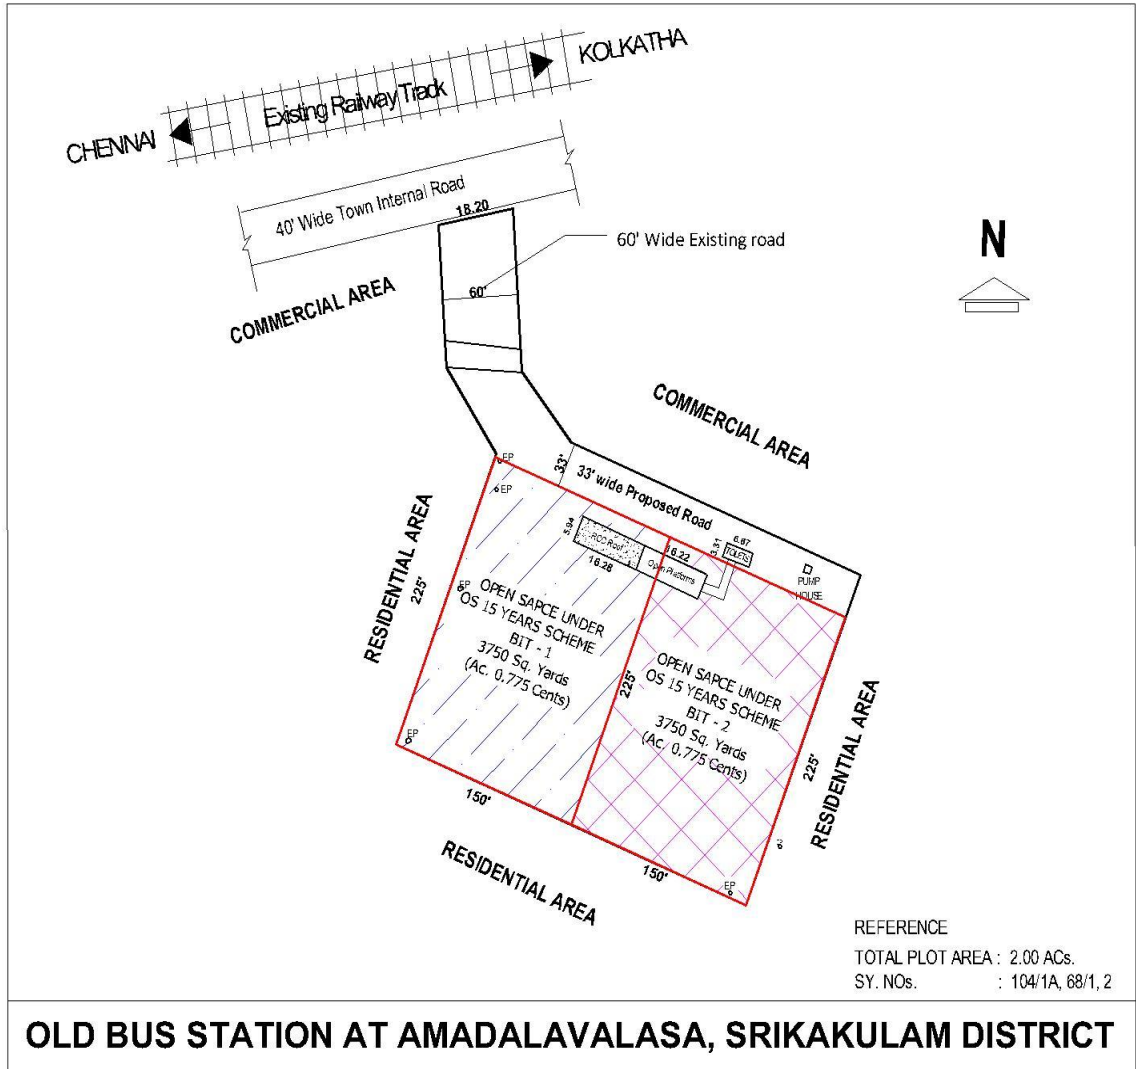 KOLKATHA
Existing Railway Track
CHENNAI
40' Wide Town Internal Road
18.20
60' Wide Existing road
N
60'
COMMERCIAL AREA
COMMERCIAL AREA
EP
33'
33' wide Proposed Road
EP
RESIDENTIAL AREA
225'
5.94
RCC Roof
16.28
Open Platforms
16.22
3.31
6.67
TOILETS
PUMP
HOUSE
EP
OPEN SAPCE UNDER
OS 15 YEARS SCHEME
BIT - 1
3750 Sq. Yards
(Ac. 0.775 Cents)
225'
OPEN SAPCE UNDER
OS 15 YEARS SCHEME
BIT - 2
3750 Sq. Yards
(Ac. 0.775 Cents)
225'
RESIDENTIAL AREA
EP
150'
150'
EP
RESIDENTIAL AREA
REFERENCE
TOTAL PLOT AREA : 2.00 ACs.
SY. NOs. : 104/1A, 68/1, 2
OLD BUS STATION AT AMADALAVALASA, SRIKAKULAM DISTRICT